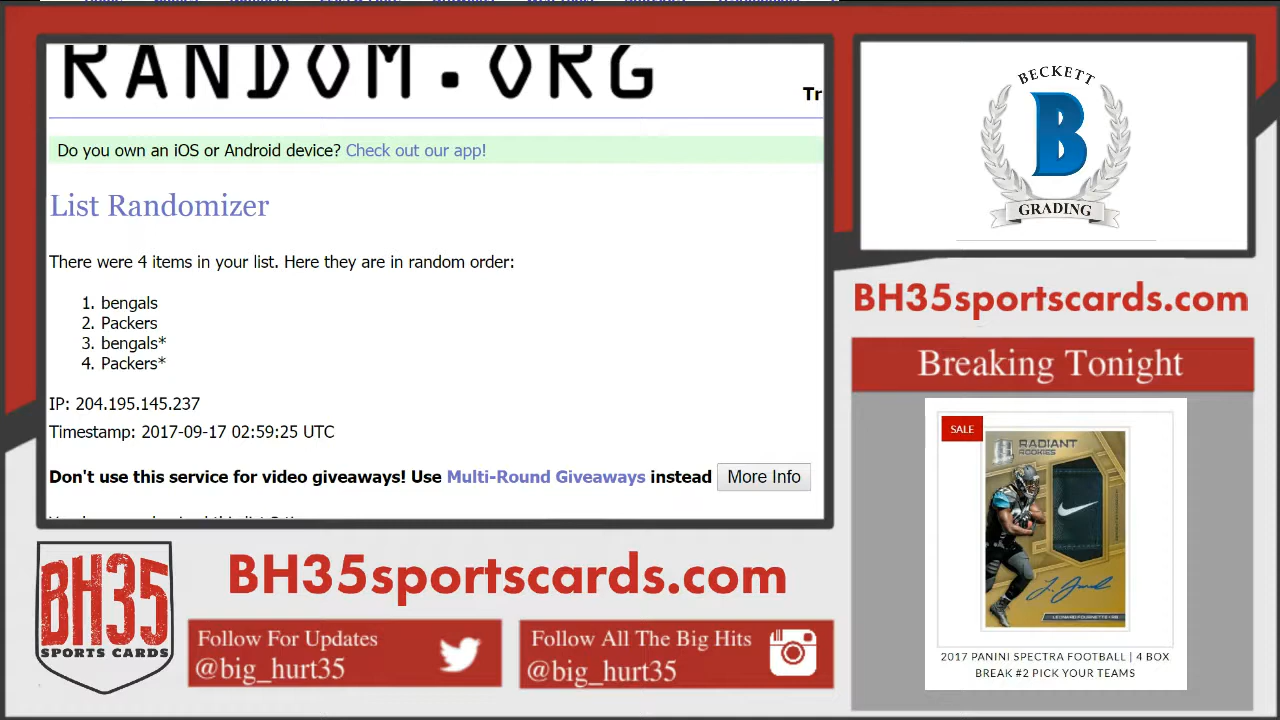 RANDOM.ORG
Tr
Do you own an iOS or Android device? Check out our app!
List Randomizer
There were 4 items in your list. Here they are in random order:
1. bengals
2. Packers
3. bengals*
4. Packers*
IP: 204.195.145.237
Timestamp: 2017-09-17 02:59:25 UTC
Don't use this service for video giveaways! Use Multi-Round Giveaways instead More Info
BECKETT
B
GRADING
BH35sportscards.com
Breaking Tonight
SALE
RADIANT
ROOKIES
LEONARD FOURNETTE
2017 PANINI SPECTRA FOOTBALL | 4 BOX
BREAK #2 PICK YOUR TEAMS
BH35
SPORTS CARDS
BH35sportscards.com
Follow For Updates
@big_hurt35
Follow All The Big Hits
@big_hurt35